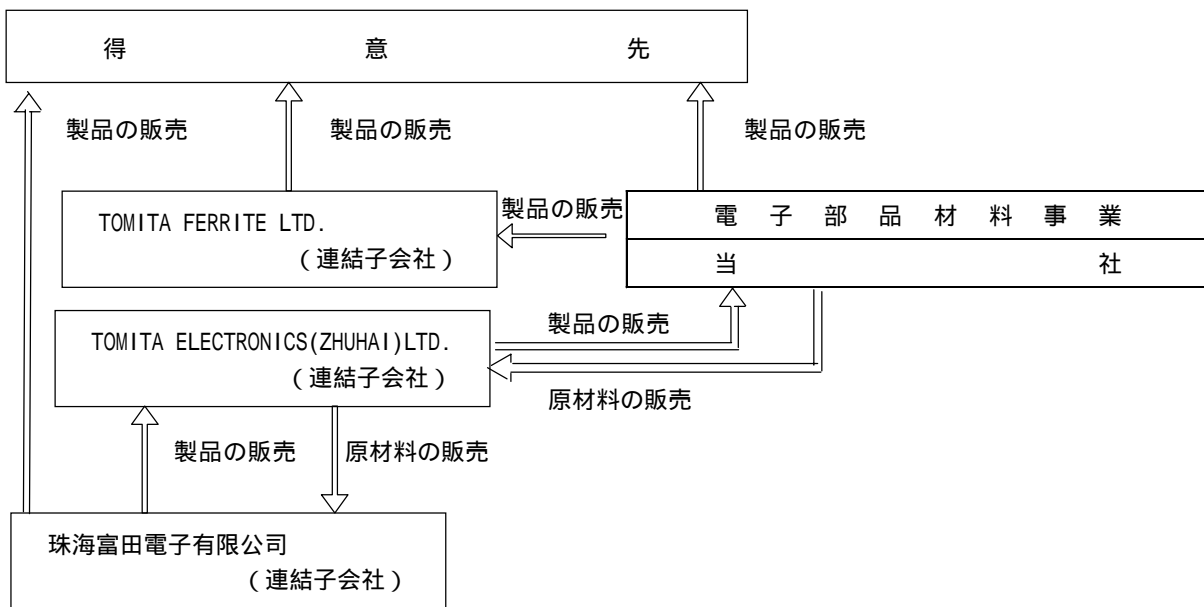 得意先
製品の販売
製品の販売
製品の販売
TOMITA FERRITE LTD.
（連結子会社）
製品の販売
電子部品材料事業
当社
TOMITA ELECTRONICS(ZHUHAI)LTD.
（連結子会社）
製品の販売
原材料の販売
製品の販売
原材料の販売
珠海富田電子有限公司
（連結子会社）